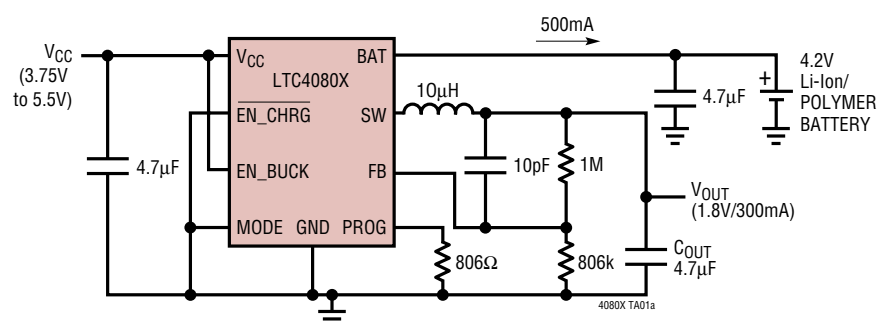 500mA
VCC
(3.75V
to 5.5V)
VCC
LTC4080X
BAT
EN_CHRG
SW
EN_BUCK
FB
MODE
GND
PROG
10µH
4.7µF
4.2V
Li-Ion/
POLYMER
BATTERY
+
4.7µF
10pF
1M
VOUT
(1.8V/300mA)
806Ω
806k
COUT
4.7µF
4080X TA01a